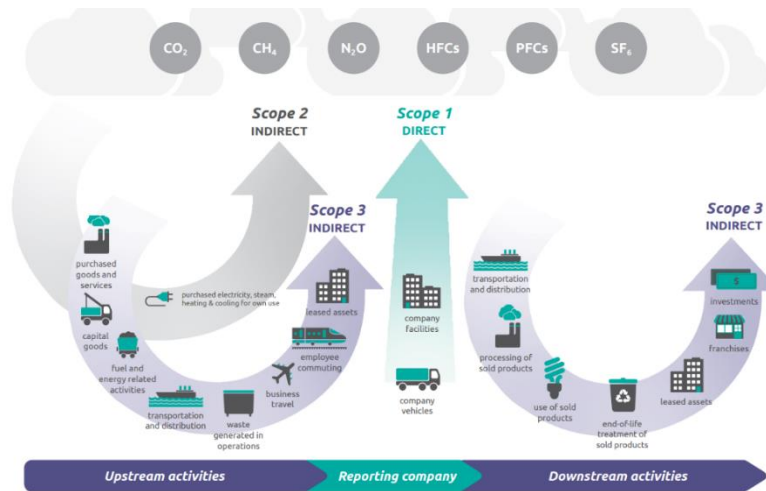 CO₂
CH₄
N₂O
HFCs
PFCs
SF₆
Scope 2
INDIRECT
Scope 1
DIRECT
Scope 3
INDIRECT
Scope 3
INDIRECT
purchased
goods and
services
capital
goods
fuel and
energy related
activities
purchased electricity, steam,
heating & cooling for own use
transportation
and distribution
waste
generated in
operations
business
travel
employee
commuting
leased assets
company
facilities
company
vehicles
transportation
and distribution
processing of
sold products
use of sold
products
end-of-life
treatment of
sold products
leased assets
franchises
investments
$
Upstream activities
Reporting company
Downstream activities